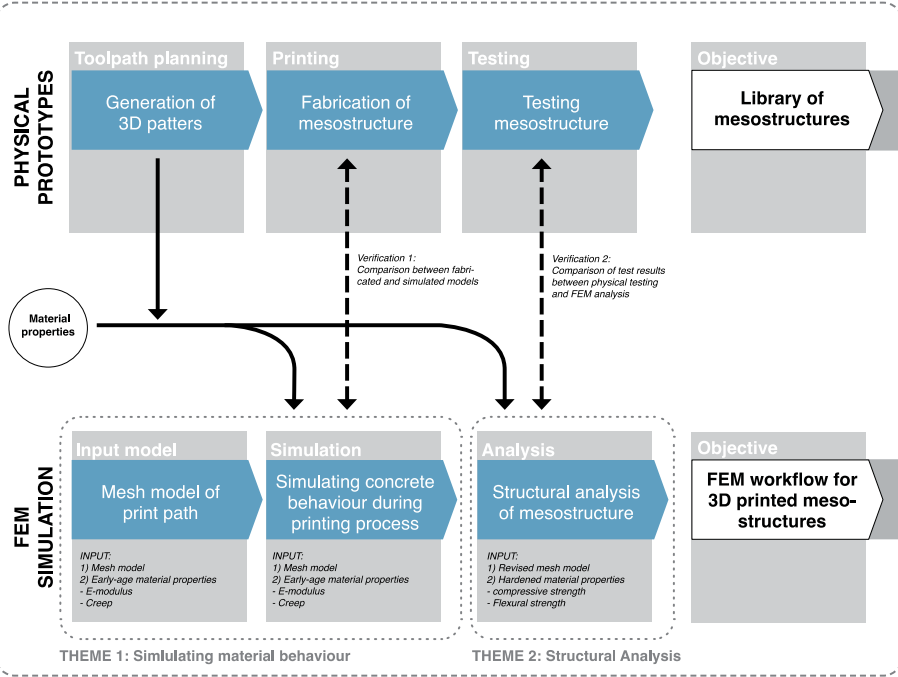 PHYSICAL
PROTOTYPES
Toolpath planning
Generation of
3D patters
Printing
Fabrication of
mesostructure
Testing
Testing
mesostructure
Objective
Library of
mesostructures
Verification 1:
Comparison between fabri-
cated and simulated models
Verification 2:
Comparison of test results
between physical testing
and FEM analysis
Material
properties
FEM
SIMULATION
Input model
Mesh model of
print path
INPUT:
1) Mesh model
2) Early-age material properties
- E-modulus
- Creep
Simulation
Simulating concrete
behaviour during
printing process
INPUT:
1) Mesh model
2) Early-age material properties
- E-modulus
- Creep
Analysis
Structural analysis
of mesostructure
INPUT:
1) Revised mesh model
2) Hardened material properties
- compressive strength
- Flexural strength
Objective
FEM workflow for
3D printed meso-
structures
THEME 1: Simlulating material behaviour
THEME 2: Structural Analysis